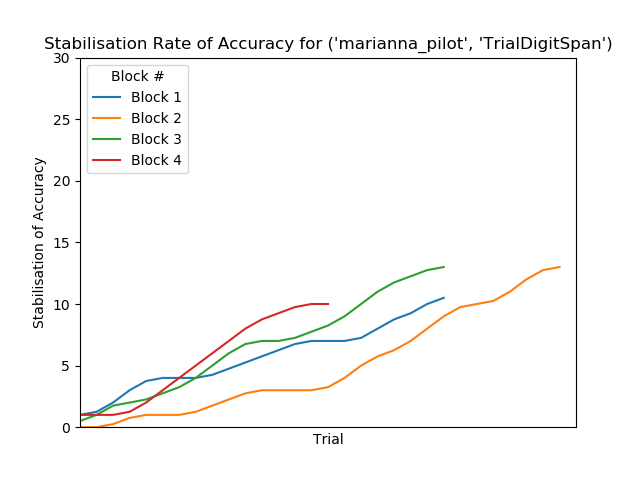 Stabilisation Rate of Accuracy for ('marianna_pilot', 'TrialDigitSpan')
30
25
20
15
10
5
0
Stabilisation of Accuracy
Block #
Block 1
Block 2
Block 3
Block 4
Trial